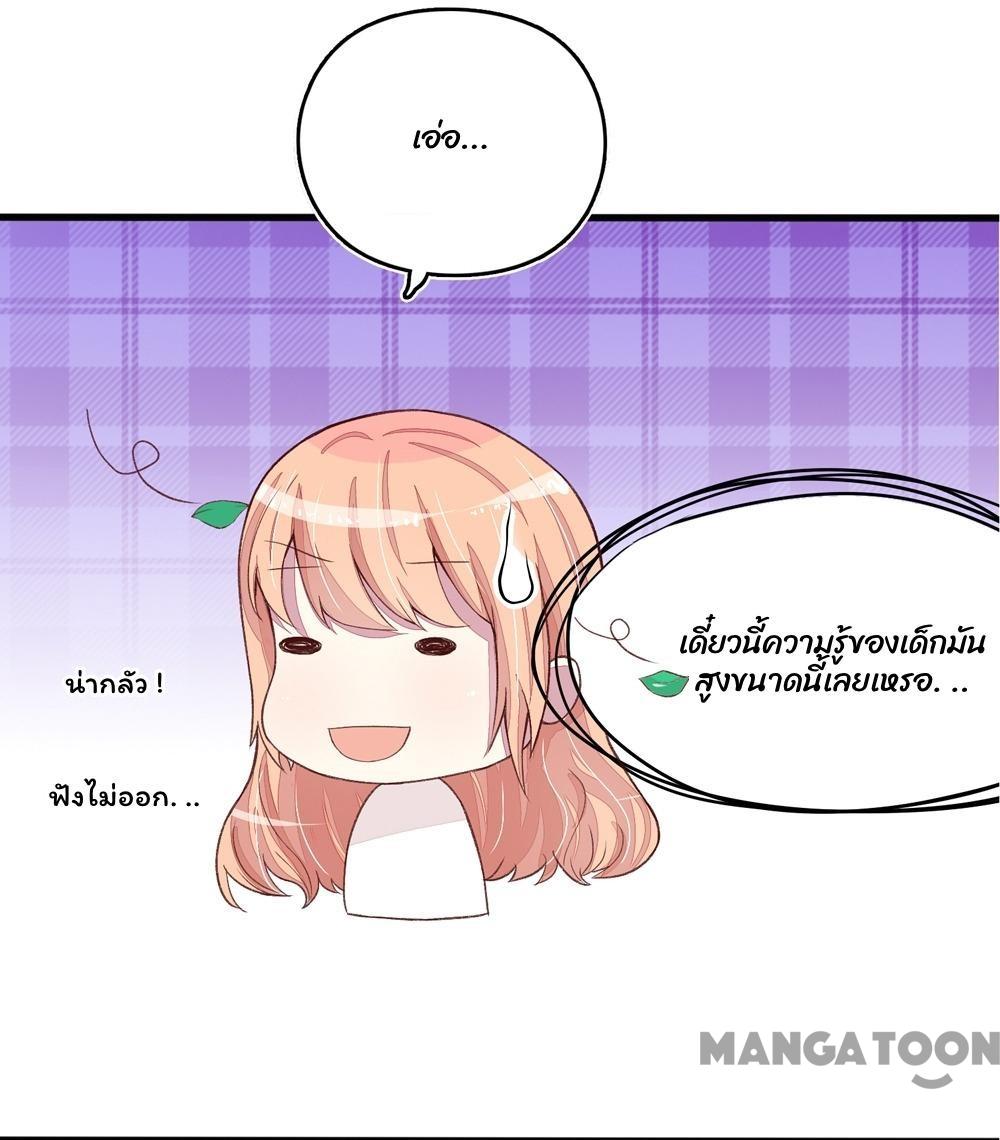 เอ่อ...
เดี๋ยวนี้ความรู้ของเด็กมัน
สูงขนาดนี้เลยเหรอ. ..
น่ากลัว !
ฟังไม่ออก. ..
MANGATOON